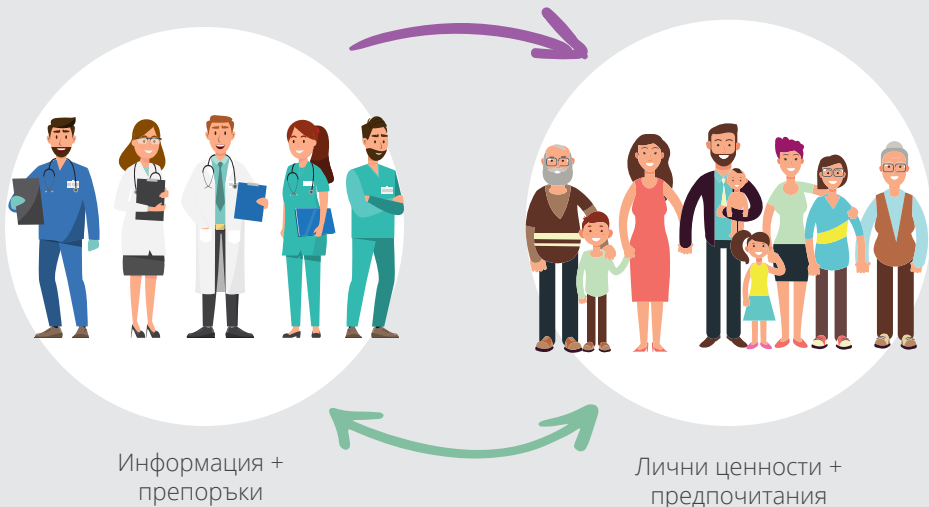 Информация +
препоръки
Лични ценности +
предпочитания